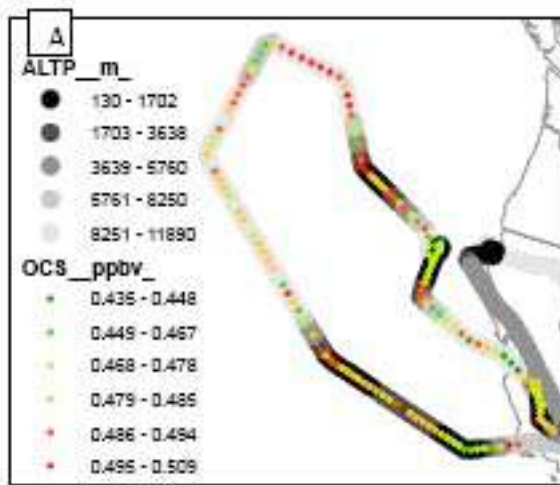 A
ALTP__m_
130 - 1702
1703 - 3638
3639 - 5760
5761 - 8250
8251 - 11890
OCS__ppbv_
0.435 - 0.448
0.449 - 0.467
0.468 - 0.478
0.479 - 0.485
0.486 - 0.494
0.495 - 0.509